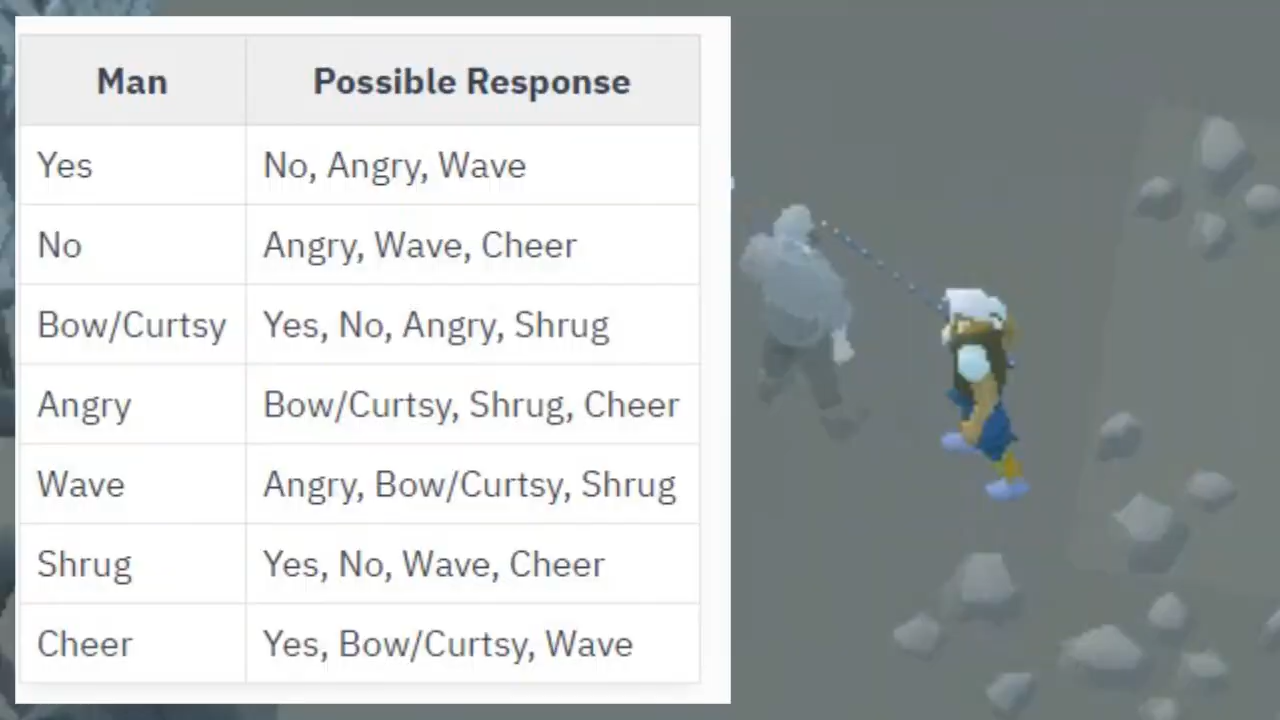 Man Possible Response
Yes No, Angry, Wave
No Angry, Wave, Cheer
Bow/Curtsy Yes, No, Angry, Shrug
Angry Bow/Curtsy, Shrug, Cheer
Wave Angry, Bow/Curtsy, Shrug
Shrug Yes, No, Wave, Cheer
Cheer Yes, Bow/Curtsy, Wave